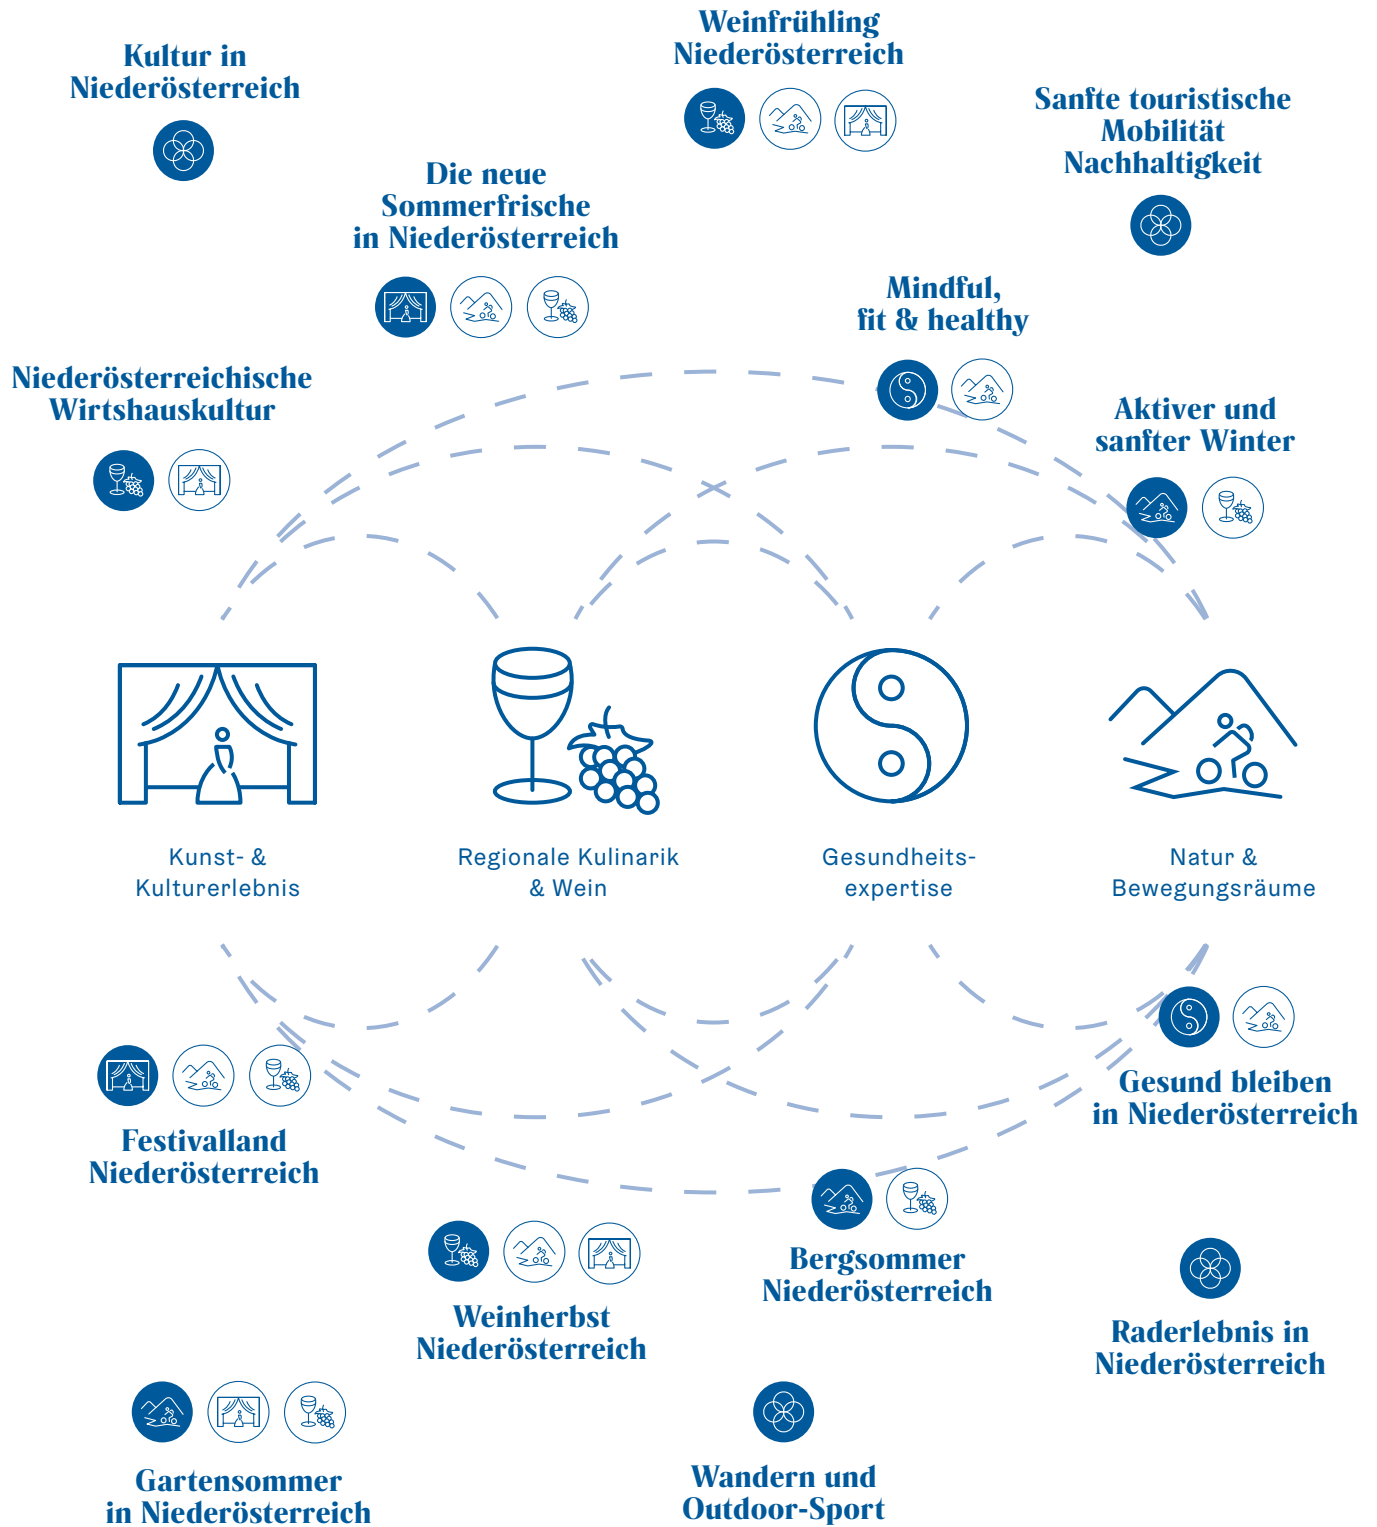 Weinfrühling
Niederösterreich
Kultur in
Niederösterreich
Sanfte touristische
Mobilität
Nachhaltigkeit
Die neue
Sommerfrische
in Niederösterreich
Mindful,
fit & healthy
Niederösterreichische
Wirtshauskultur
Aktiver und
sanfter Winter
Kunst- &
Kulturerlebnis
Regionale Kulinarik
& Wein
Gesundheits-
expertise
Natur &
Bewegungsräume
Gesund bleiben
in Niederösterreich
Festivalland
Niederösterreich
Bergsommer
Niederösterreich
Weinherbst
Niederösterreich
Raderlebnis in
Niederösterreich
Gartensommer
in Niederösterreich
Wandern und
Outdoor-Sport